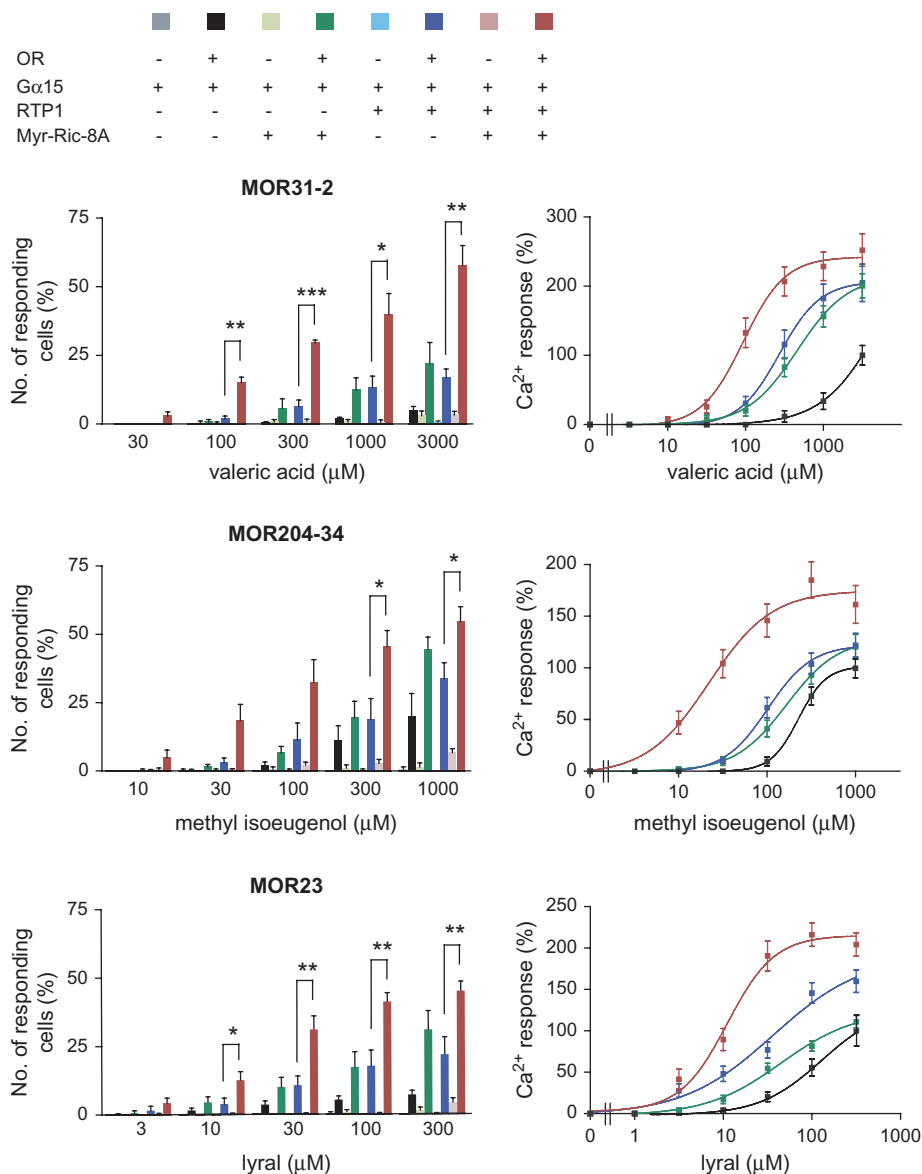 OR - + - + - + - +
Gα15 + + + + + + + +
RTP1 - - - - + + + +
Myr-Ric-8A - - + + - - + +
MOR31-2
No. of responding cells (%)
75
50
25
0
** *** * **
30 100 300 1000 3000
valeric acid (μM)
Ca2+ response (%)
300
200
100
0
0 10 100 1000
valeric acid (μM)
MOR204-34
No. of responding cells (%)
75
50
25
0
* *
10 30 100 300 1000
methyl isoeugenol (μM)
Ca2+ response (%)
200
150
100
50
0
0 10 100 1000
methyl isoeugenol (μM)
MOR23
No. of responding cells (%)
75
50
25
0
* ** ** **
3 10 30 100 300
lyral (μM)
Ca2+ response (%)
250
200
150
100
50
0
0 1 10 100 1000
lyral (μM)